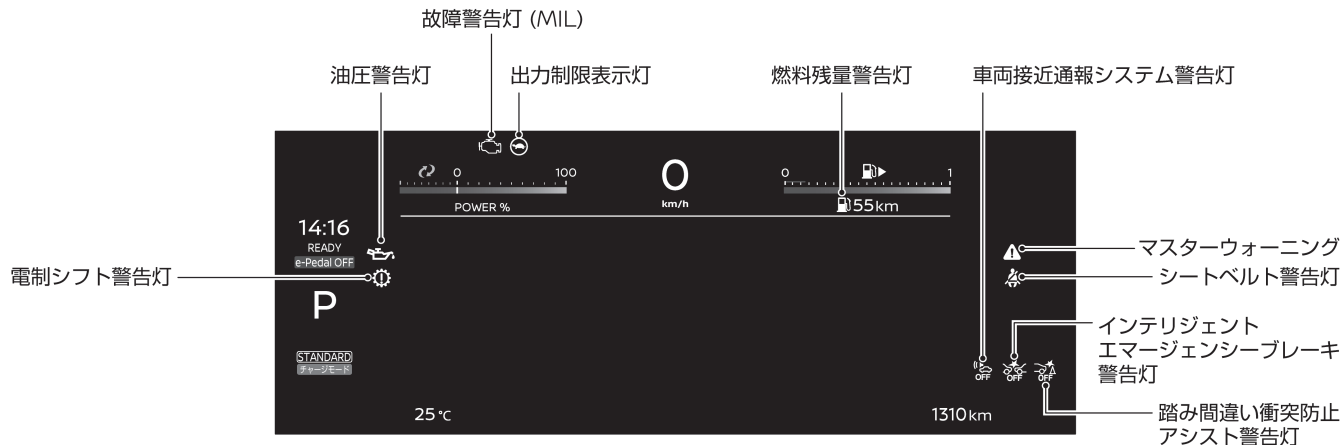 故障警告灯 (MIL)
油圧警告灯
出力制限表示灯
燃料残量警告灯
車両接近通報システム警告灯
0
100
POWER %
0
km/h
0
1
55km
14:16
READY
e-Pedal OFF
P
STANDARD
チャージモード
電制シフト警告灯
マスターウォーニング
シートベルト警告灯
インテリジェント
エマージェンシーブレーキ
警告灯
OFF
OFF
OFF
踏み間違い衝突防止
アシスト警告灯
25℃
1310km